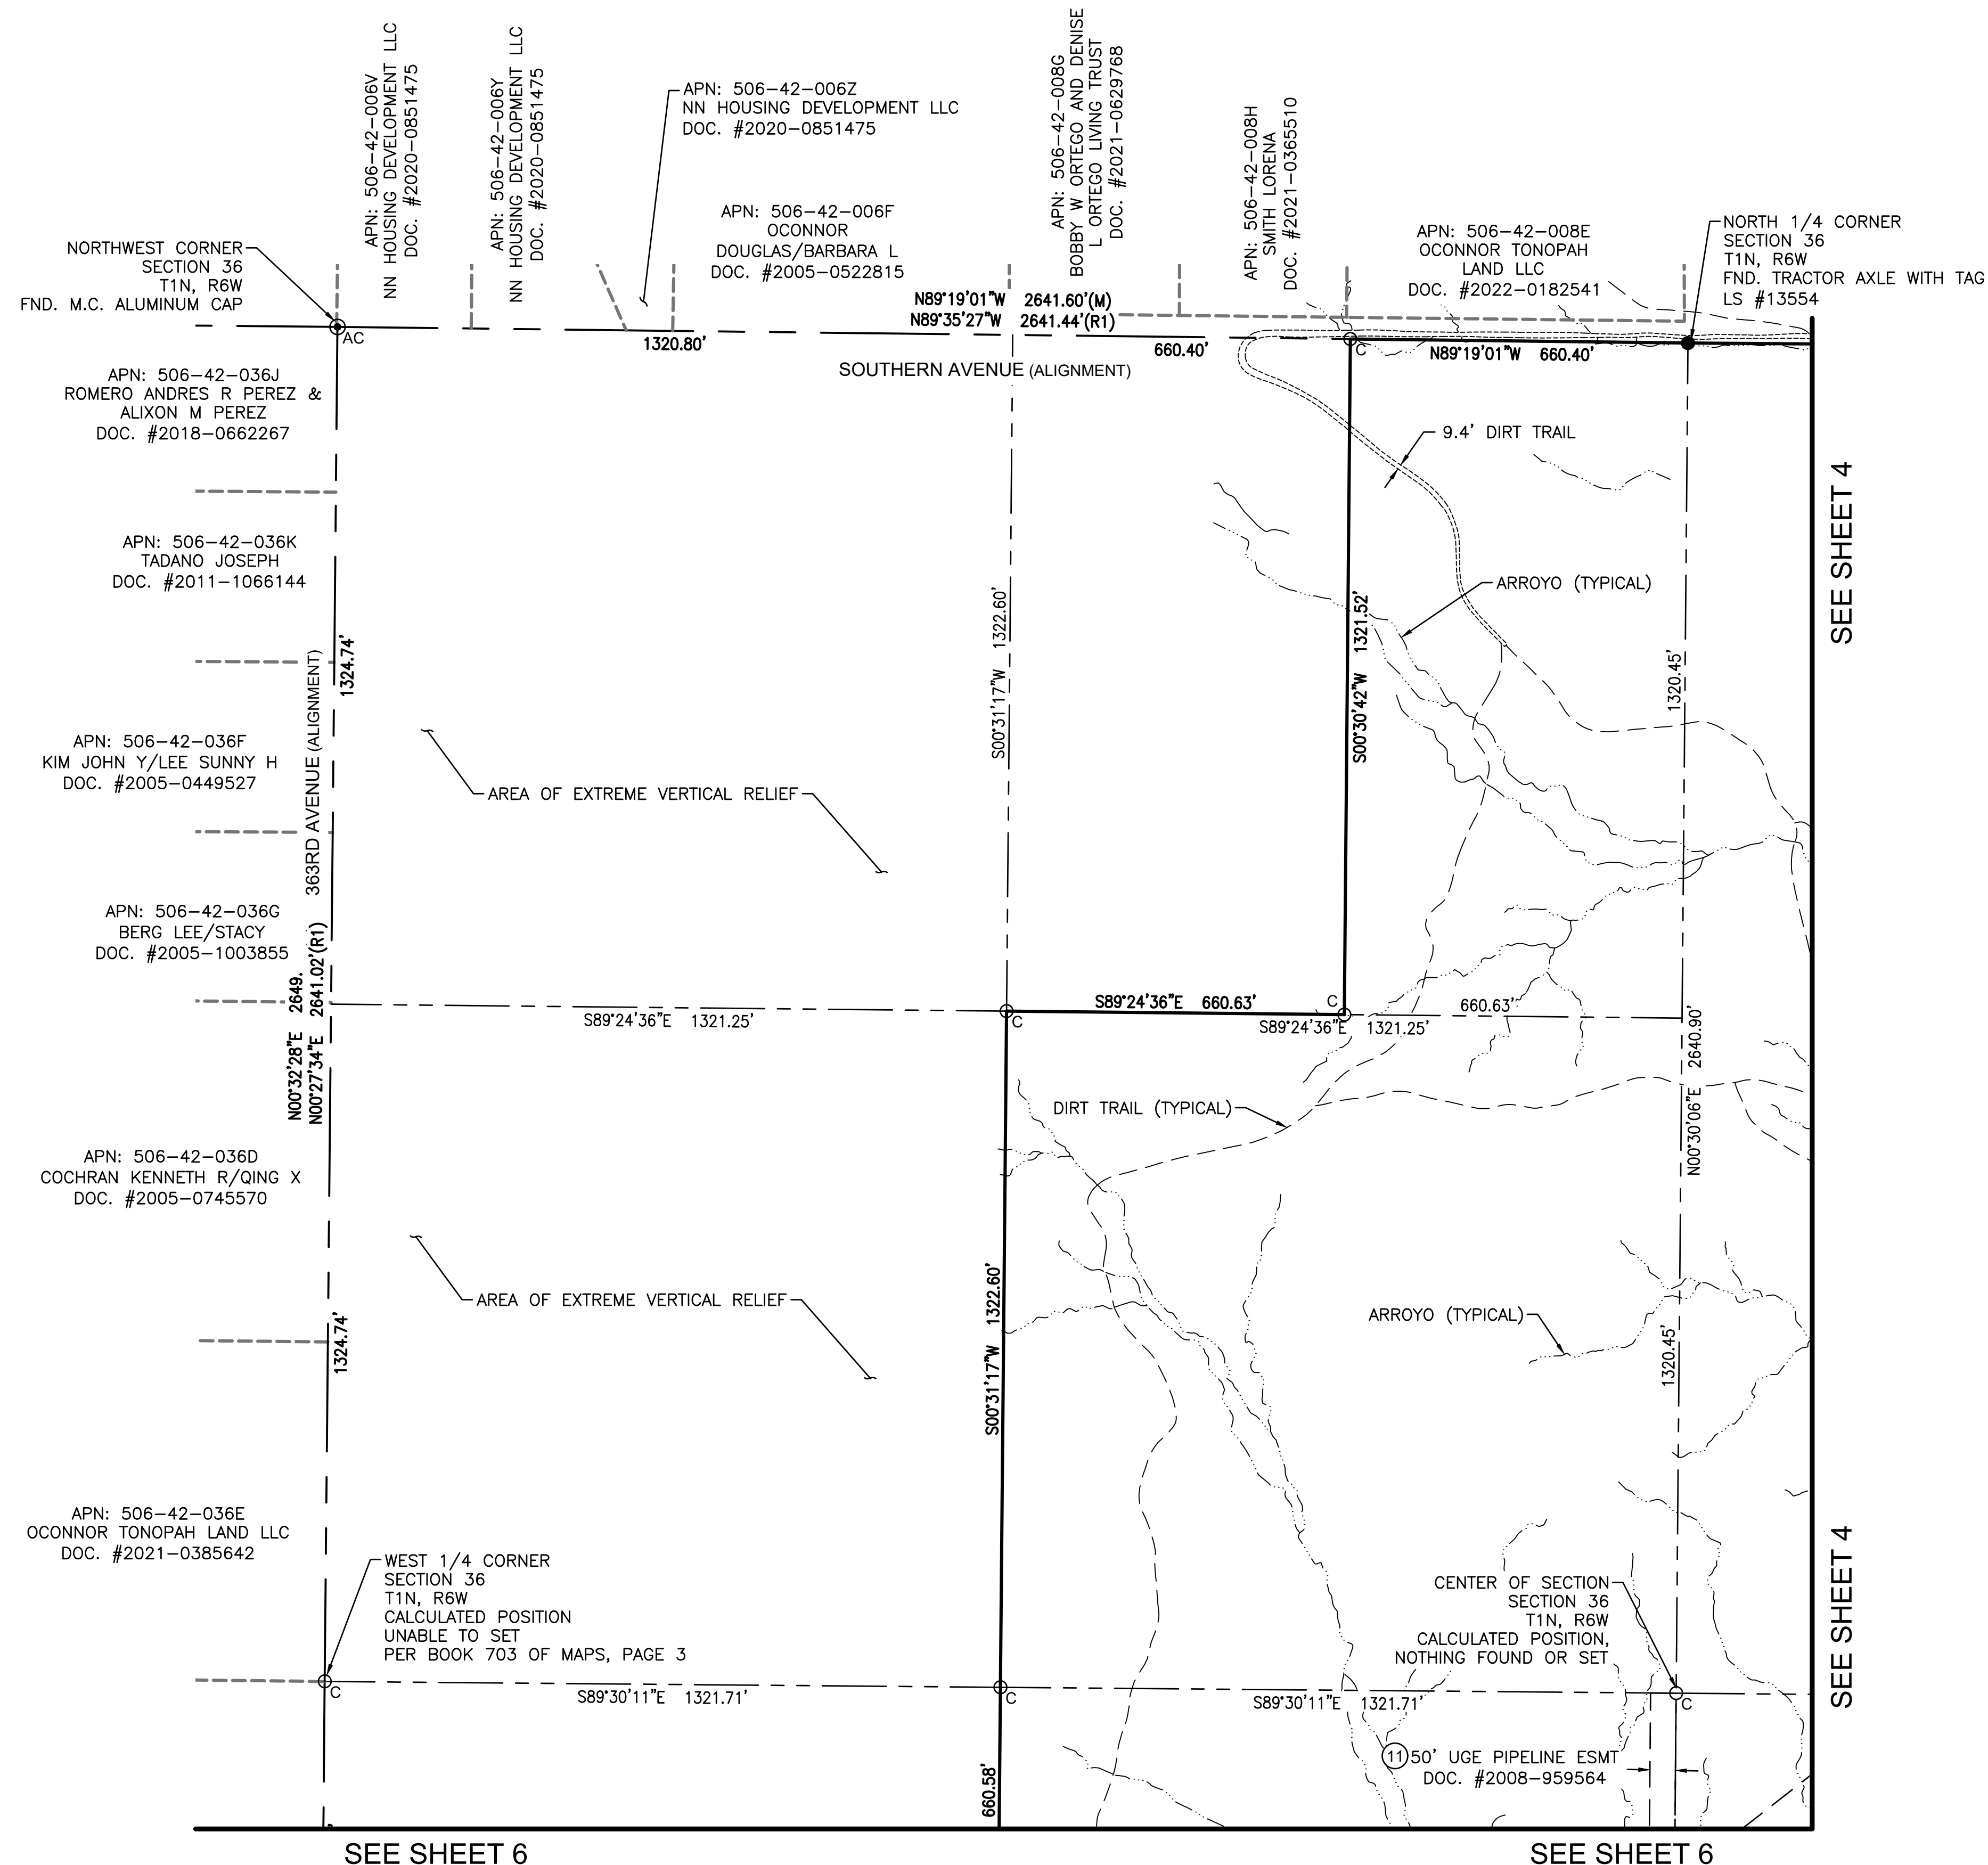 APN: 506-42-006V
NN HOUSING DEVELOPMENT LLC
DOC. #2020-0851475
APN: 506-42-006Y
NN HOUSING DEVELOPMENT LLC
DOC. #2020-0851475
APN: 506-42-006Z
NN HOUSING DEVELOPMENT LLC
DOC. #2020-0851475
APN: 506-42-006F
OCONNOR
DOUGLAS/BARBARA L
DOC. #2005-0522815
APN: 506-42-008G
BOBBY W ORTEGO AND DENISE
L ORTEGO LIVING TRUST
DOC. #2021-0629768
APN: 506-42-008H
SMITH LORENA
DOC. #2021-0365510
APN: 506-42-008E
OCONNOR TONOPAH
LAND LLC
DOC. #2022-0182541
NORTH 1/4 CORNER
SECTION 36
T1N, R6W
FND. TRACTOR AXLE WITH TAG
LS #13554
NORTHWEST CORNER
SECTION 36
T1N, R6W
FND. M.C. ALUMINUM CAP
AC
N89°19'01"W 2641.60'(M)
N89°35'27"W 2641.44'(R1)
1320.80'
660.40'
C
N89°19'01"W 660.40'
SOUTHERN AVENUE (ALIGNMENT)
APN: 506-42-036J
ROMERO ANDRES R PEREZ &
ALIXON M PEREZ
DOC. #2018-0662267
9.4' DIRT TRAIL
SEE SHEET 4
APN: 506-42-036K
TADANO JOSEPH
DOC. #2011-1066144
ARROYO (TYPICAL)
1324.74'
363RD AVENUE (ALIGNMENT)
S00°31'17"W 1322.60'
S00°30'42"W 1321.52'
1320.45'
APN: 506-42-036F
KIM JOHN Y/LEE SUNNY H
DOC. #2005-0449527
AREA OF EXTREME VERTICAL RELIEF
APN: 506-42-036G
BERG LEE/STACY
DOC. #2005-1003855
N00°32'28"E 2649.
N00°27'34"E 2641.02'(R1)
S89°24'36"E 1321.25'
C
S89°24'36"E 660.63'
C
S89°24'36"E 1321.25'
660.63'
N00°30'06"E 2640.90'
DIRT TRAIL (TYPICAL)
APN: 506-42-036D
COCHRAN KENNETH R/QING X
DOC. #2005-0745570
AREA OF EXTREME VERTICAL RELIEF
1324.74'
S00°31'17"W 1322.60'
ARROYO (TYPICAL)
1320.45'
APN: 506-42-036E
OCONNOR TONOPAH LAND LLC
DOC. #2021-0385642
WEST 1/4 CORNER
SECTION 36
T1N, R6W
CALCULATED POSITION
UNABLE TO SET
PER BOOK 703 OF MAPS, PAGE 3
CENTER OF SECTION
SECTION 36
T1N, R6W
CALCULATED POSITION,
NOTHING FOUND OR SET
SEE SHEET 4
C
S89°30'11"E 1321.71'
C
S89°30'11"E 1321.71'
C
660.58'
11 50' UGE PIPELINE ESMT
DOC. #2008-959564
SEE SHEET 6
SEE SHEET 6